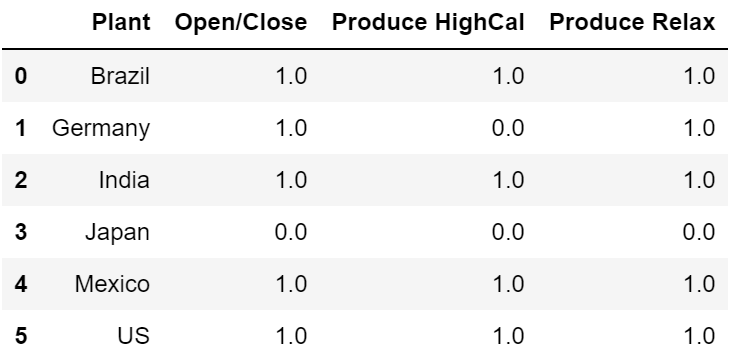 Plant Open/Close Produce HighCal Produce Relax
0 Brazil 1.0 1.0 1.0
1 Germany 1.0 0.0 1.0
2 India 1.0 1.0 1.0
3 Japan 0.0 0.0 0.0
4 Mexico 1.0 1.0 1.0
5 US 1.0 1.0 1.0